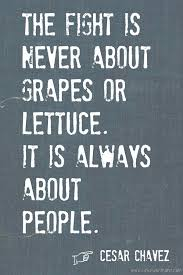 THE FIGHT IS
NEVER ABOUT
GRAPES OR
LETTUCE.
IT IS ALWAYS
ABOUT
PEOPLE.
CESAR CHAVEZ